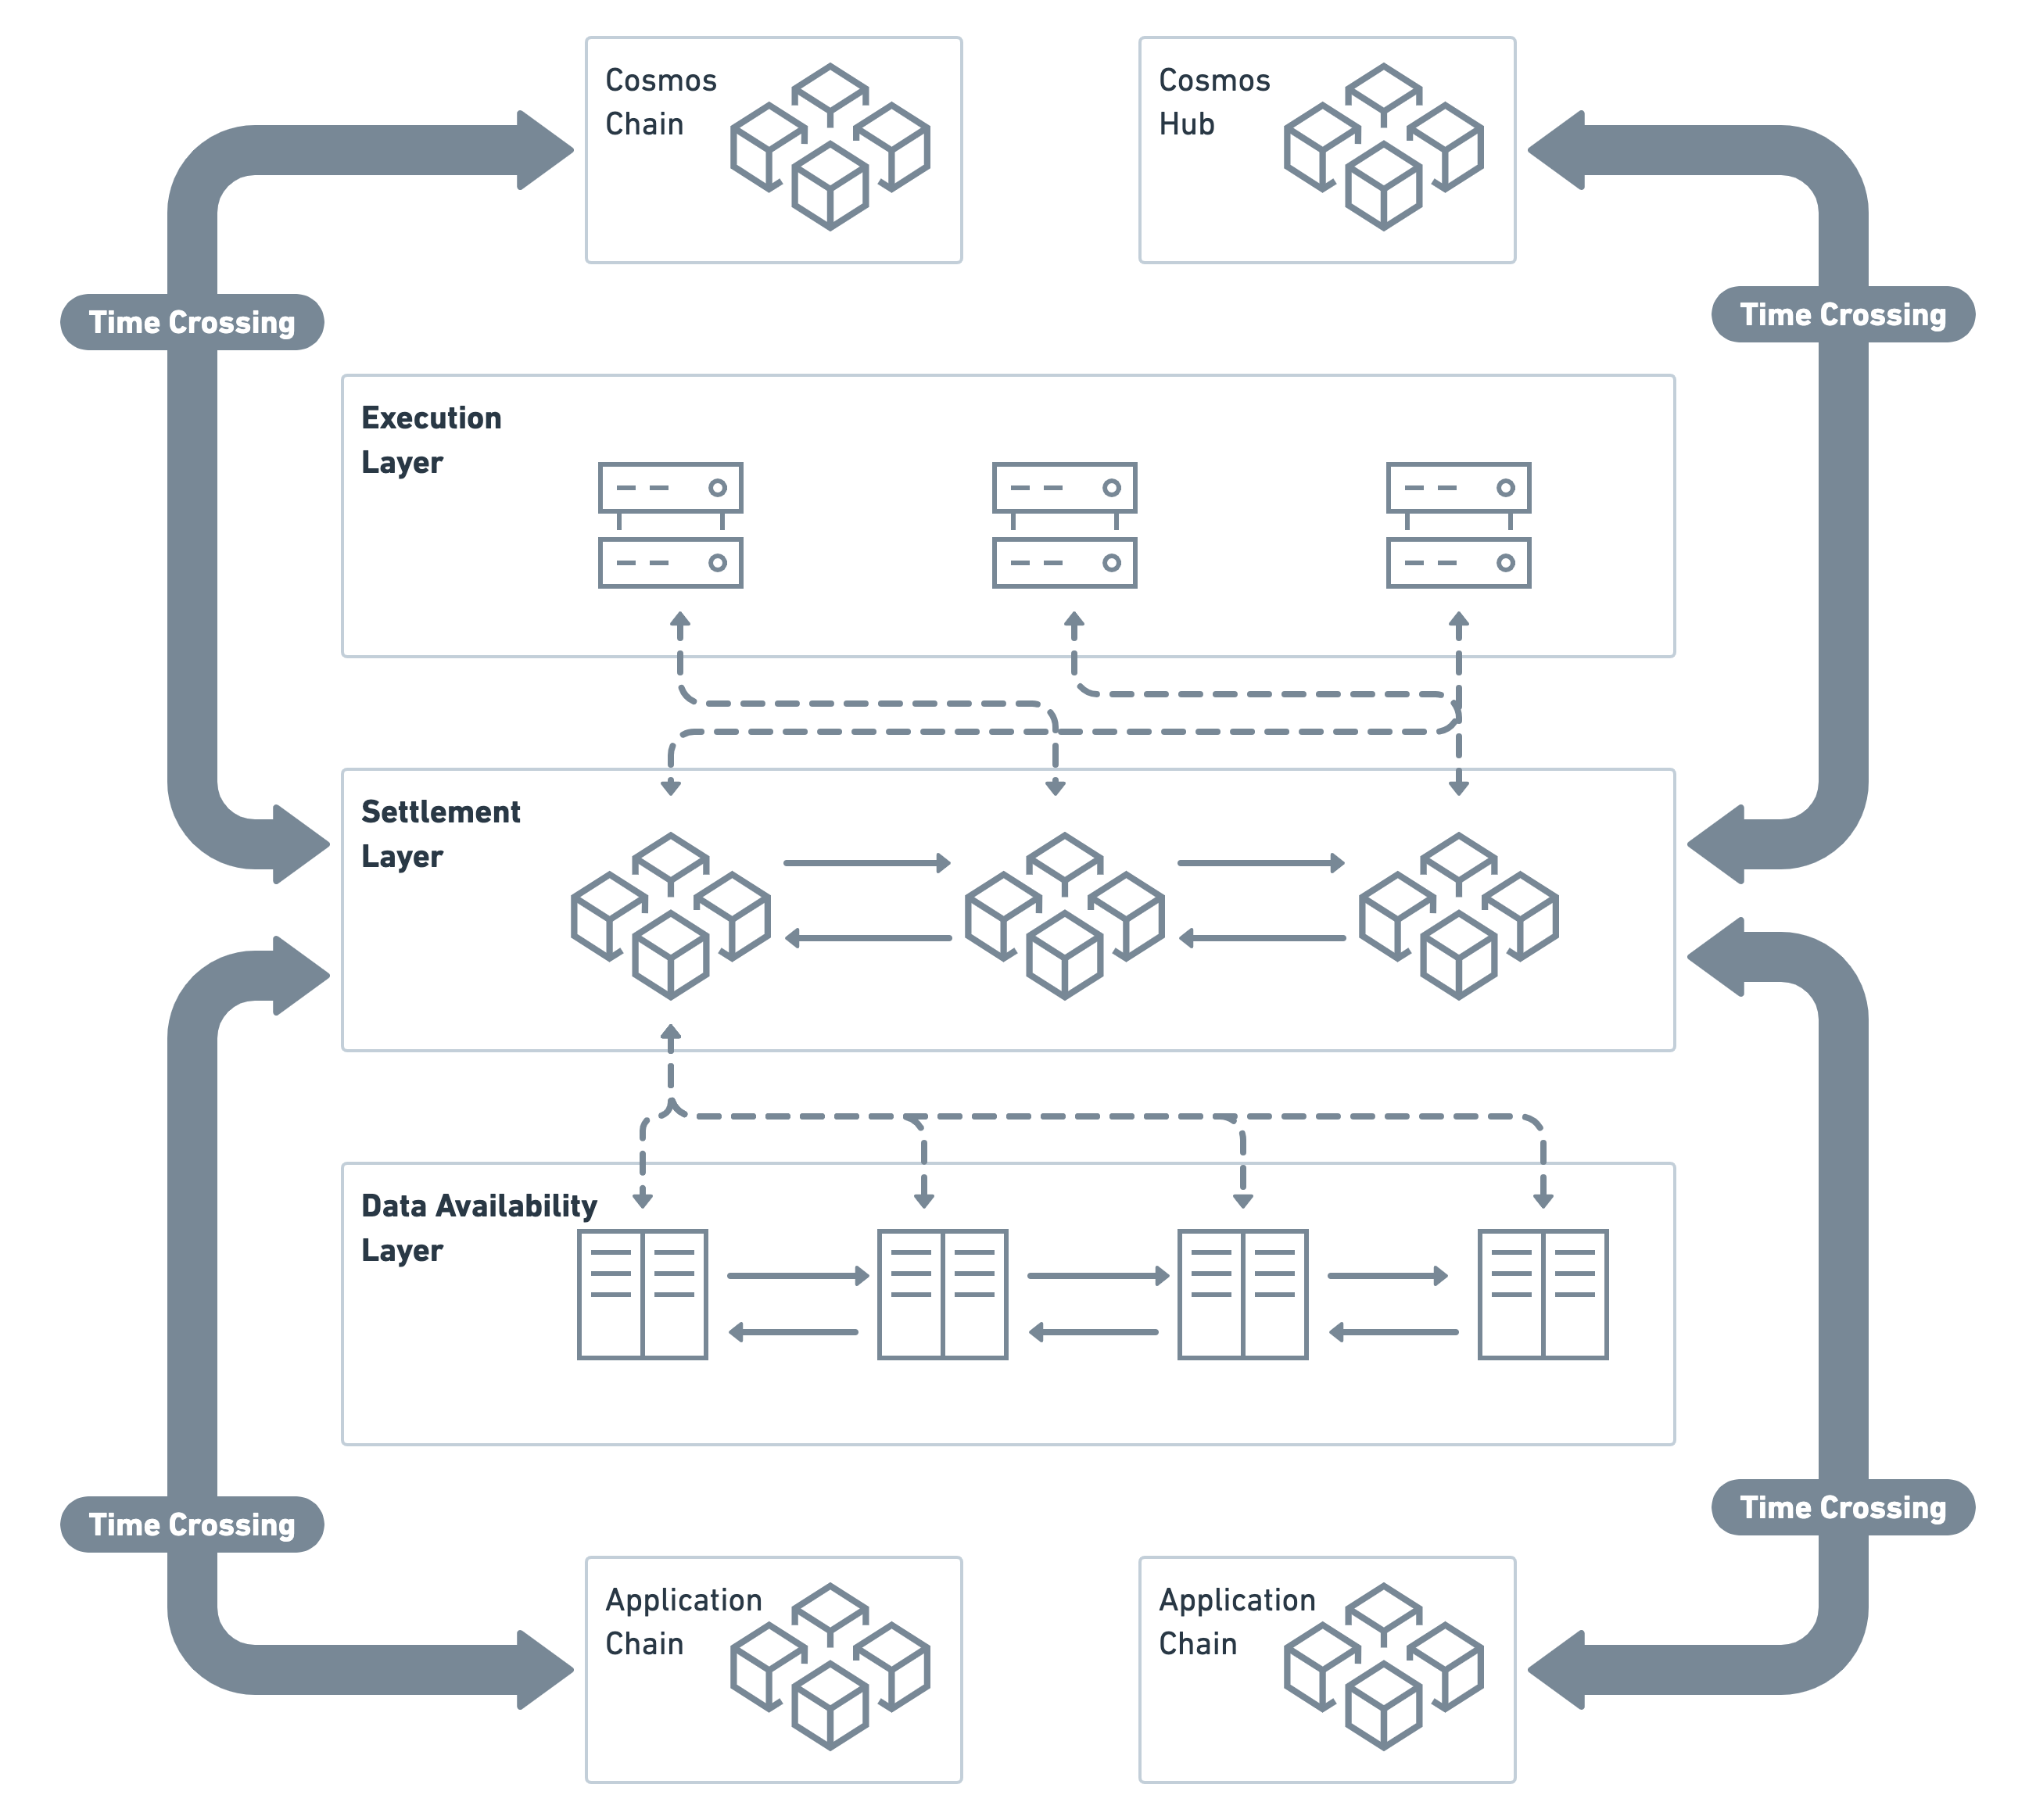 Cosmos
Chain
Cosmos
Hub
Time Crossing
Time Crossing
Execution
Layer
Settlement
Layer
Data Availability
Layer
Time Crossing
Time Crossing
Application
Chain
Application
Chain